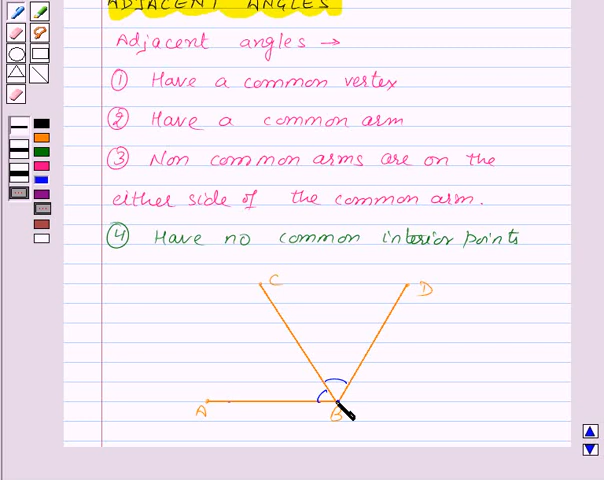 ADJACENT ANGLES
Adjacent angles →
① Have a common vertex
② Have a common arm
③ Non common arms are on the
either side of the common arm.
④ Have no common interior points
C
D
A
B